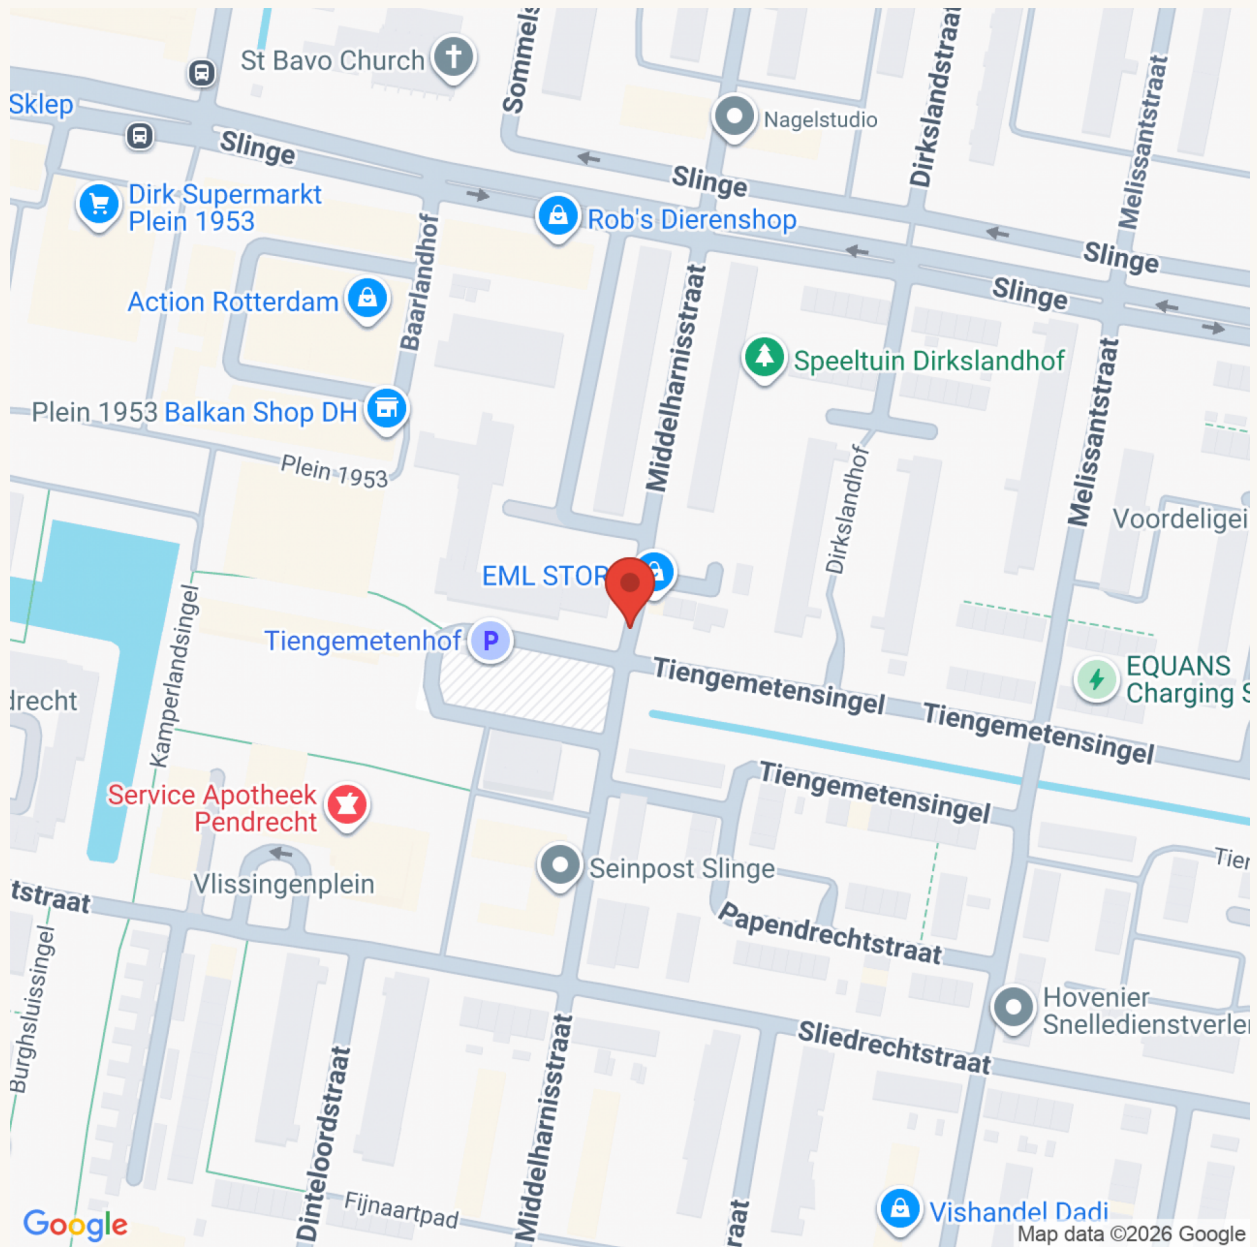 Sommels
St Bavo Church
Dirkslandstraat
Melissantstraat
Sklep
Nagelstudio
Slinge
Slinge
Dirk Supermarkt
Plein 1953
Rob's Dierenshop
Slinge
Baarlandhof
Slinge
Action Rotterdam
Middelharnisstraat
Speeltuin Dirkslandhof
Melissantstraat
Plein 1953
Balkan Shop DH
Plein 1953
Dirkslandhof
Voordeligei
EML STOR
Kamperlandsingel
Tiengemetenhof
P
Tiengemetensingel
EQUANS
Charging S
drecht
Tiengemetensingel
Tiengemetensingel
Service Apotheek
Pendrecht
Vlissingenplein
Seinpost Slinge
Tier
tstraat
Papendrechtstraat
Burghsluissingel
Hovenier
Snelledienstverler
Sliedrechtstraat
Dinteloordstraat
Middelharnisstraat
Fijnaartpad
raat
Vishandel Dadi
Google
Map data ©2026 Google